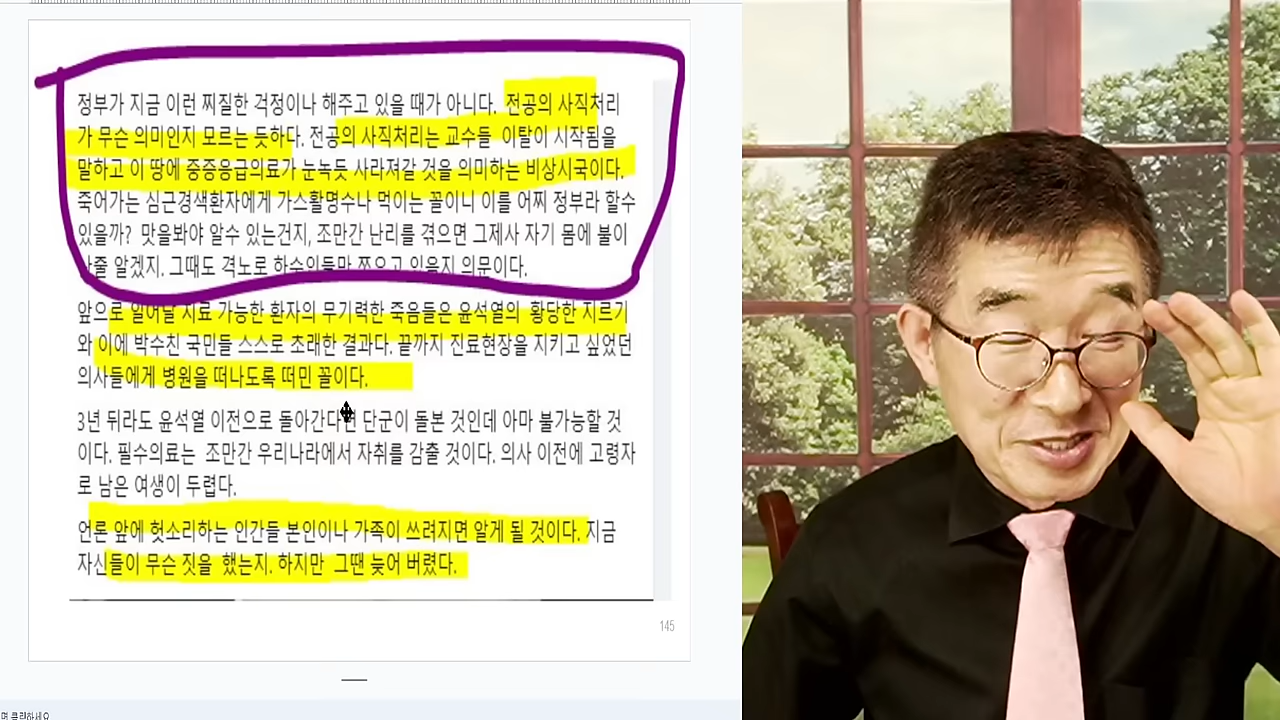 정부가 지금 이런 찌질한 걱정이나 해주고 있을 때가 아니다. 전공의 사직처리
가 무슨 의미인지 모르는 듯하다. 전공의 사직처리는 교수들 이탈이 시작됨을
말하고 이 땅에 중증응급의료가 눈녹듯 사라져갈 것을 의미하는 비상시국이다.
죽어가는 심근경색환자에게 가스활명수나 먹이는 꼴이니 이를 어찌 정부라 할수
있을까? 맛을봐야 알수 있는건지, 조만간 난리를 겪으면 그제사 자기 몸에 불이
줄 알겠지. 그때도 격노로 하수인들만 쪼으고 있을지 의문이다.
앞으로 일어날 치료 가능한 환자의 무기력한 죽음들은 윤석열의 황당한 지르기
와 이에 박수친 국민들 스스로 초래한 결과다. 끝까지 진료현장을 지키고 싶었던
의사들에게 병원을 떠나도록 떠민 꼴이다.
3년 뒤라도 윤석열 이전으로 돌아간다면 단군이 돌본 것인데 아마 불가능할 것
이다. 필수의료는 조만간 우리나라에서 자취를 감출 것이다. 의사 이전에 고령자
로 남은 여생이 두렵다.
언론 앞에 헛소리하는 인간들 본인이나 가족이 쓰려지면 알게 될 것이다. 지금
자신들이 무슨 짓을 했는지. 하지만 그땐 늦어 버렸다.
145